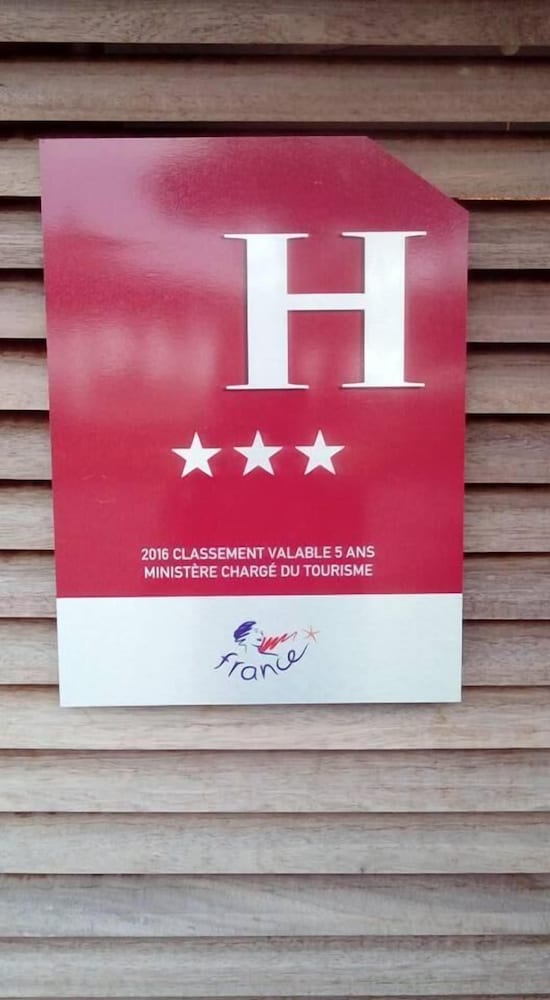 H
2016 CLASSEMENT VALABLE 5 ANS
MINISTÈRE CHARGÉ DU TOURISME
france